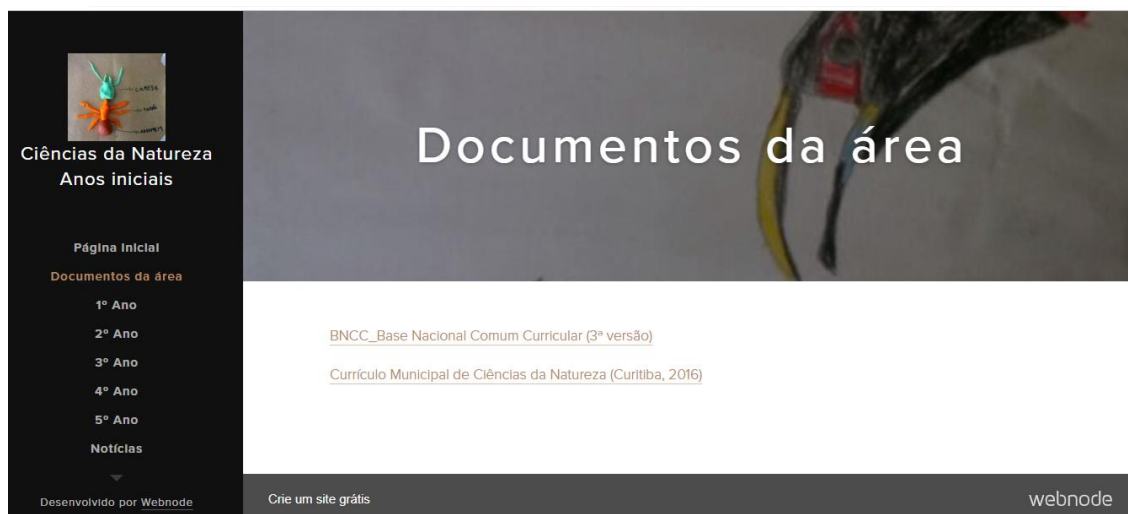 CABEÇA
Ciências da Natureza
Anos iniciais
Página Inicial
Documentos da área
1º Ano
2º Ano
3º Ano
4º Ano
5º Ano
Notícias
Desenvolvido por Webnode
Documentos da área
BNCC_Base Nacional Comum Curricular (3ª versão)
Currículo Municipal de Ciências da Natureza (Curitiba, 2016)
Crie um site grátis
webnode